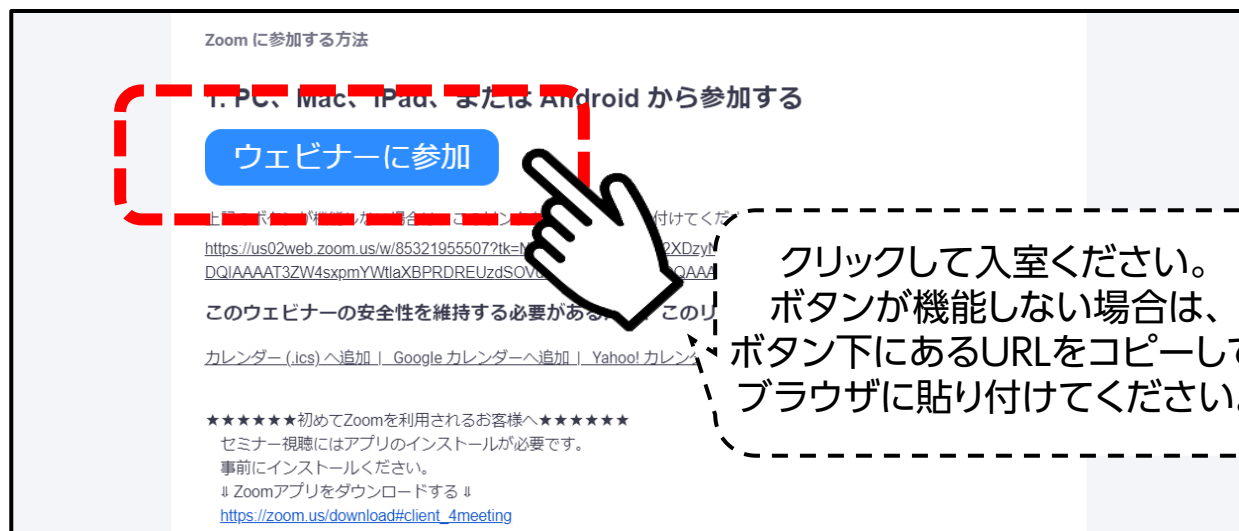 Zoom に参加する方法
1. PC、Mac、iPad、または Android から参加する
ウェビナーに参加
付けてくだ
https://us02web.zoom.us/w/85321955507?tk=N 2XDzyN
DQIAAAAT3ZW4sxpmYWtlaXBPRDREUzdSOV QAAA
このウェビナーの安全性を維持する必要がある このリ
カレンダー (.ics) へ追加 | Google カレンダーへ追加 | Yahoo! カレン
クリックして入室ください。
ボタンが機能しない場合は、
ボタン下にあるURLをコピーして
ブラウザに貼り付けてください。
★★★★★★初めてZoomを利用されるお客様へ★★★★★★
セミナー視聴にはアプリのインストールが必要です。
事前にインストールください。
⇓ Zoomアプリをダウンロードする ⇓
https://zoom.us/download#client_4meeting